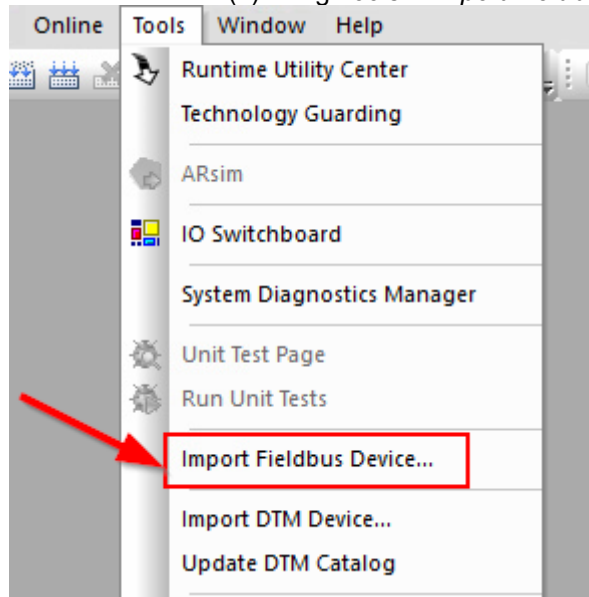 Online Tools Window Help
Runtime Utility Center
Technology Guarding
ARsim
IO Switchboard
System Diagnostics Manager
Unit Test Page
Run Unit Tests
Import Fieldbus Device...
Import DTM Device...
Update DTM Catalog